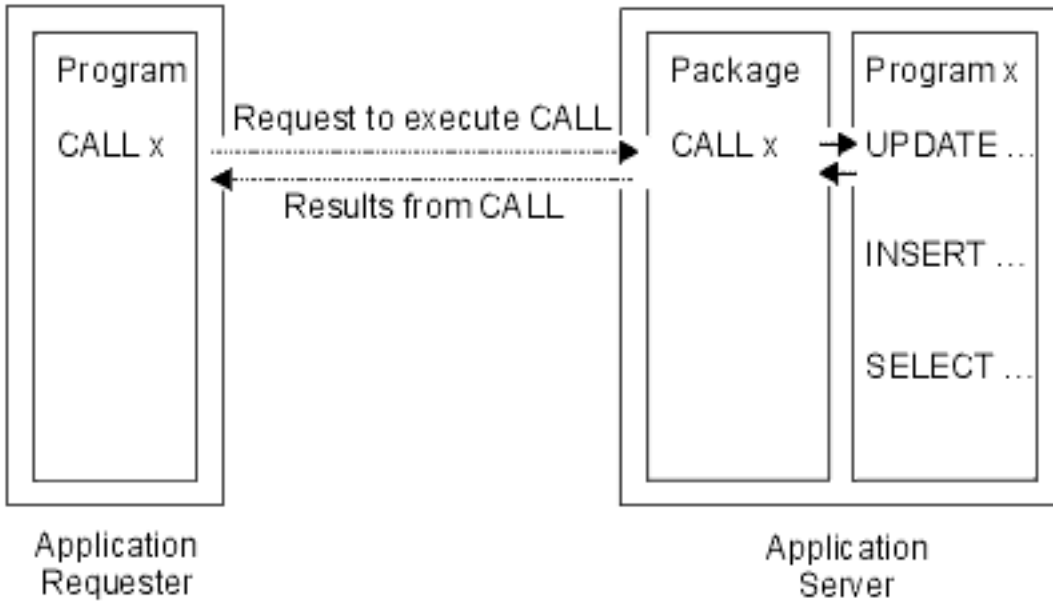 Program
CALL x
Request to execute CALL
Results from CALL
Package
CALL x
Program x
UPDATE ...
INSERT ...
SELECT ...
Application
Requester
Application
Server